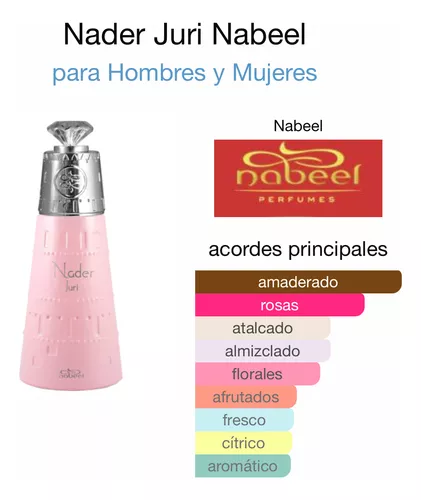 Nader Juri Nabeel
para Hombres y Mujeres
Nabeel
nabeel
PERFUMES
acordes principales
amaderado
rosas
atalcado
almizclado
florales
afrutados
fresco
cítrico
aromático
Nader
Juri